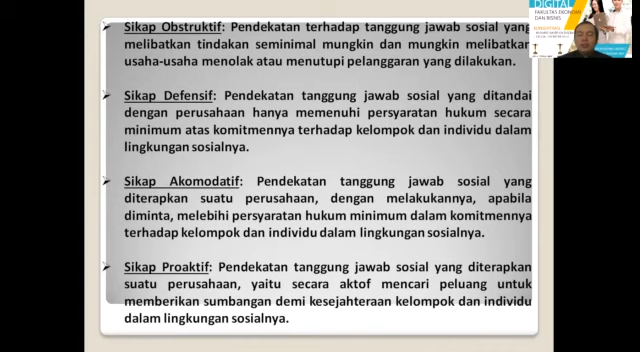 Sikap Obstruktif: Pendekatan terhadap tanggung jawab sosial yang
melibatkan tindakan seminimal mungkin dan mungkin melibatkan
usaha-usaha menolak atau menutupi pelanggaran yang dilakukan.
Sikap Defensif: Pendekatan tanggung jawab sosial yang ditandai
dengan perusahaan hanya memenuhi persyaratan hukum secara
minimum atas komitmennya terhadap kelompok dan individu dalam
lingkungan sosialnya.
Sikap Akomodatif: Pendekatan tanggung jawab sosial yang
diterapkan suatu perusahaan, dengan melakukannya, apabila
diminta, melebihi persyaratan hukum minimum dalam komitmennya
terhadap kelompok dan individu dalam lingkungan sosialnya.
Sikap Proaktif: Pendekatan tanggung jawab sosial yang diterapkan
suatu perusahaan, yaitu secara aktof mencari peluang untuk
memberikan sumbangan demi kesejahteraan kelompok dan individu
dalam lingkungan sosialnya.
DIGITAL
FAKULTAS EKONOMI
DAN BISNIS